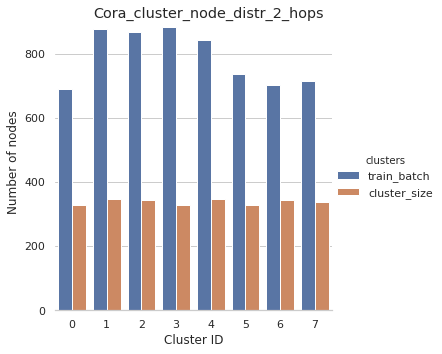 Cora_cluster_node_distr_2_hops
Number of nodes
800
600
400
200
0
0 1 2 3 4 5 6 7
Cluster ID
clusters
train_batch
cluster_size